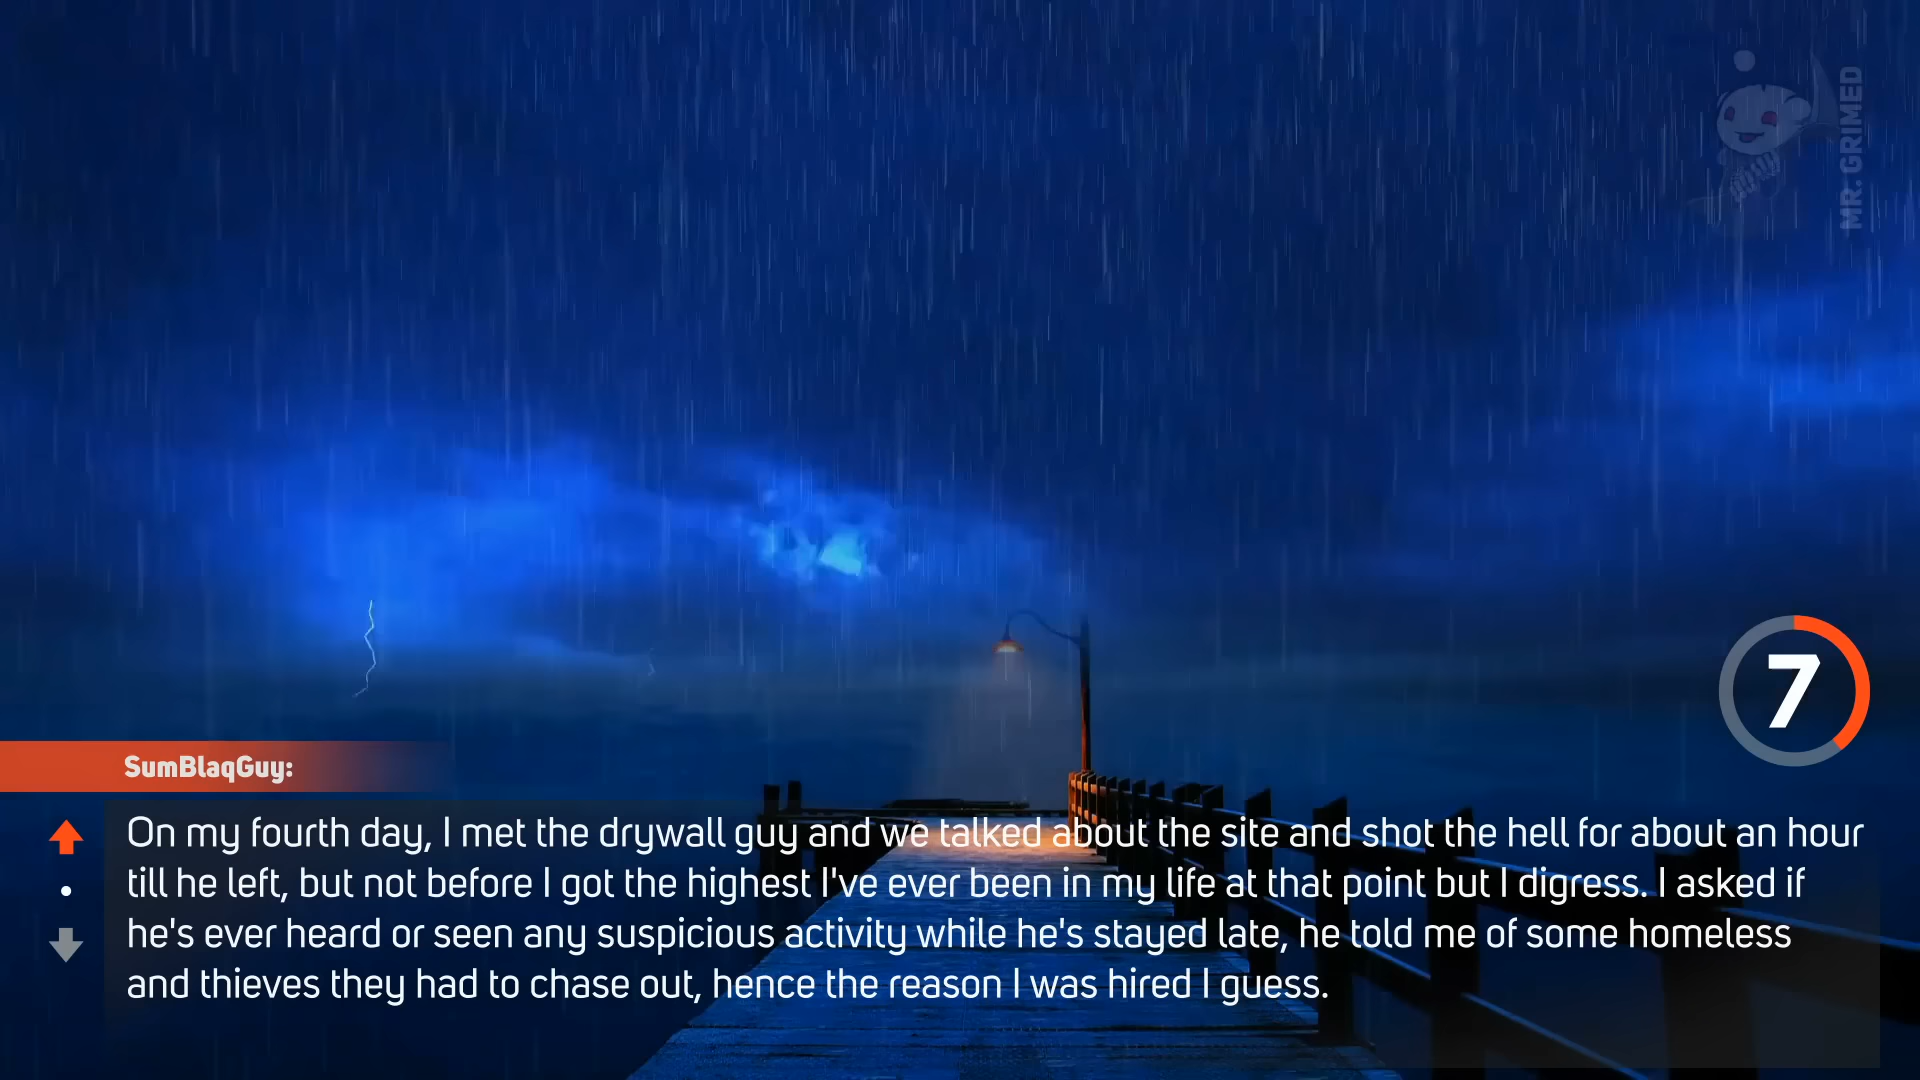 MR. GRIMED
7
SumBlaqGuy:
On my fourth day, I met the drywall guy and we talked about the site and shot the hell for about an hour
till he left, but not before I got the highest I've ever been in my life at that point but I digress. I asked if
he's ever heard or seen any suspicious activity while he's stayed late, he told me of some homeless
and thieves they had to chase out, hence the reason I was hired I guess.